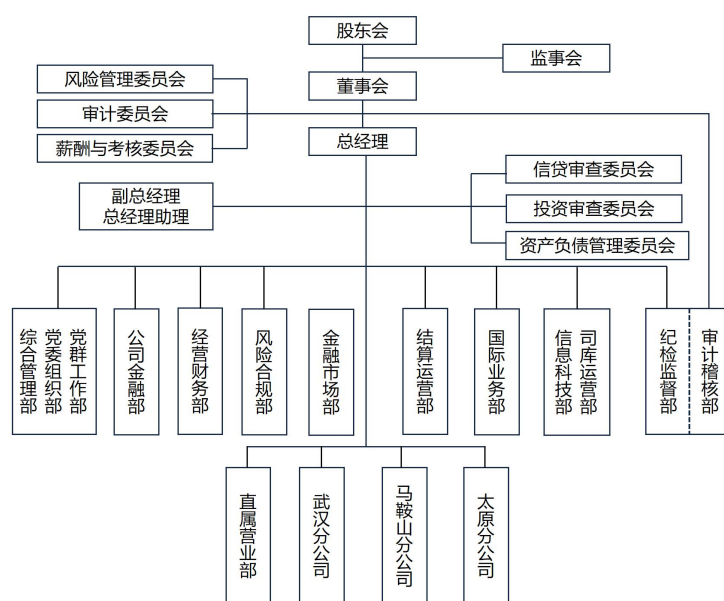 股东会
监事会
董事会
风险管理委员会
审计委员会
薪酬与考核委员会
总经理
副总经理
总经理助理
信贷审查委员会
投资审查委员会
资产负债管理委员会
综合管理部
党委组织部
党群工作部
公司金融部
经营财务部
风险合规部
金融市场部
结算运营部
国际业务部
信息科技部
司库运营部
纪检监督部
审计稽核部
直属营业部
武汉分公司
马鞍山分公司
太原分公司